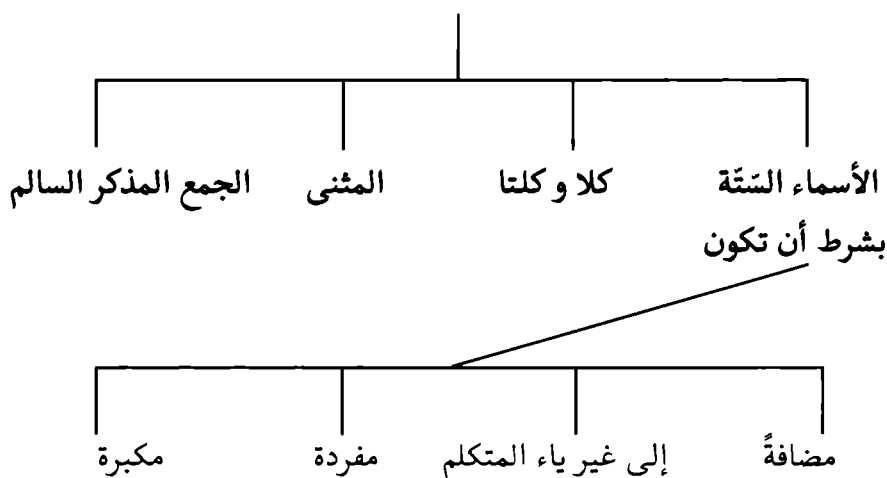 الأسماء السّتّة كلا و كلتا المثنى الجمع المذكر السالم
بشرط أن تكون
مضافةً إلى غير ياء المتكلم مفردة مكبرة